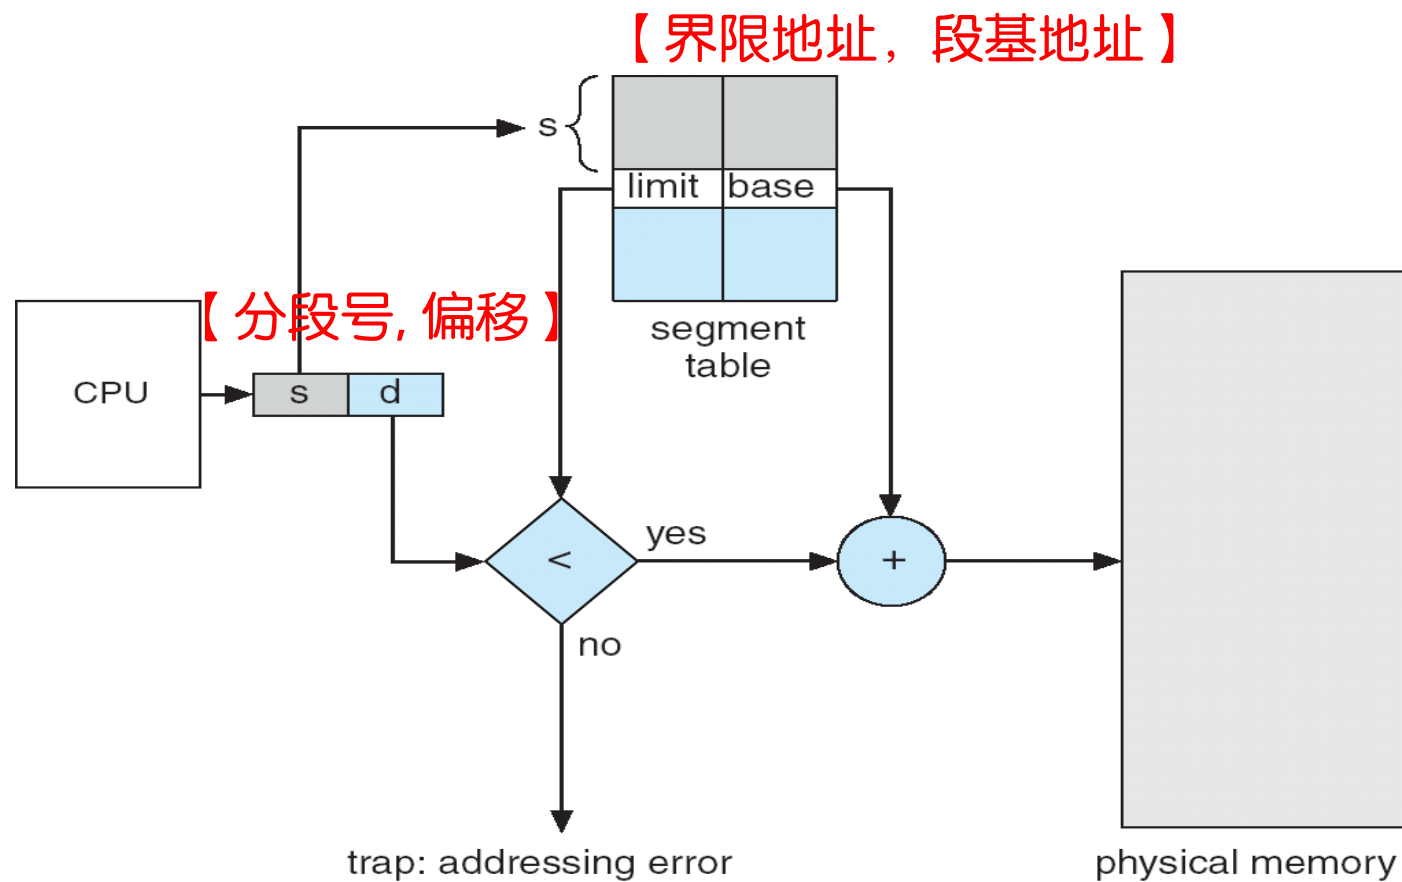 【界限地址，段基地址】
s
limit base
segment
table
【分段号,偏移】
CPU
s d
<
yes
+
no
trap: addressing error
physical memory